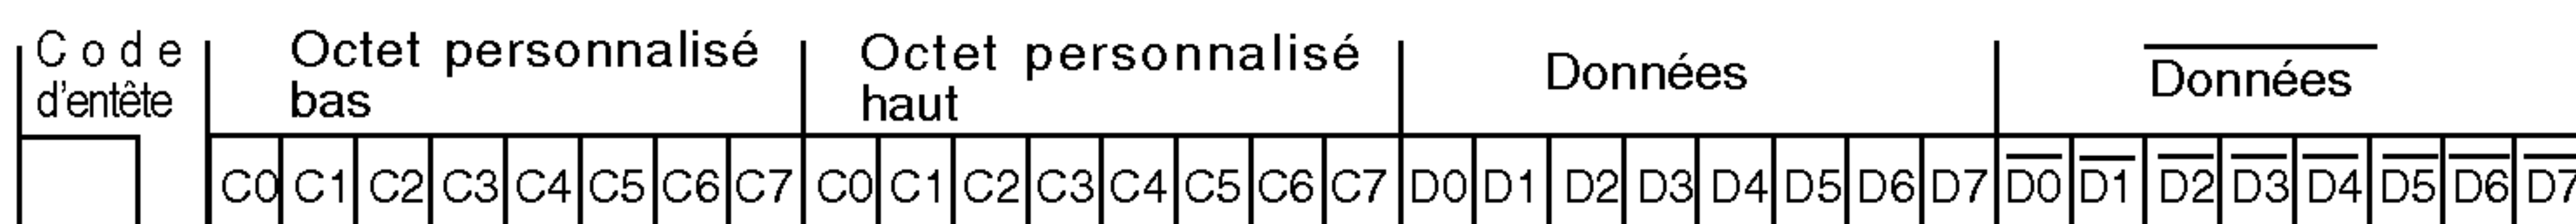 Code
d'entête
Octet personnalisé
bas
Octet personnalisé
haut
Données
Données
C0 C1 C2 C3 C4 C5 C6 C7 C0 C1 C2 C3 C4 C5 C6 C7 D0 D1 D2 D3 D4 D5 D6 D7 D0 D1 D2 D3 D4 D5 D6 D7